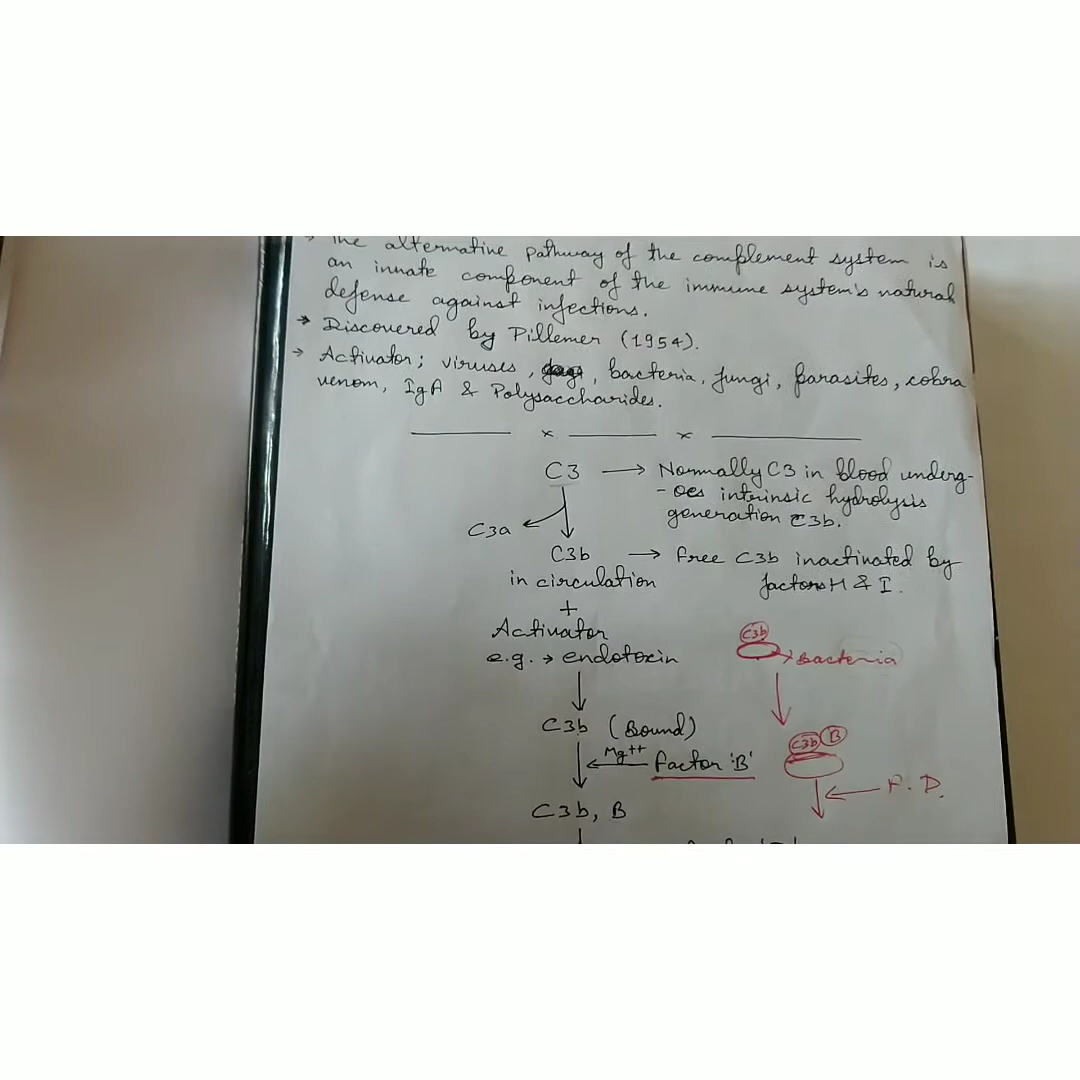 → The alternative pathway of the complement system is
an innate component of the immune system's natural
defense against infections.
→ Discovered by Pillemer (1954).
→ Activator; viruses, , bacteria, fungi, parasites, cobra
venom, IgA & Polysaccharides.
x x
C3 → Normally C3 in blood underg-
- oes intrinsic hydrolysis
generation C3b.
C3a
C3b → free C3b inactivated by
in circulation factors H & I.
+
Activator C3b
e.g. → endotoxin Bacteria
C3b (Bound) C3b B
Mg++ factor 'B'
F.D.
C3b, B